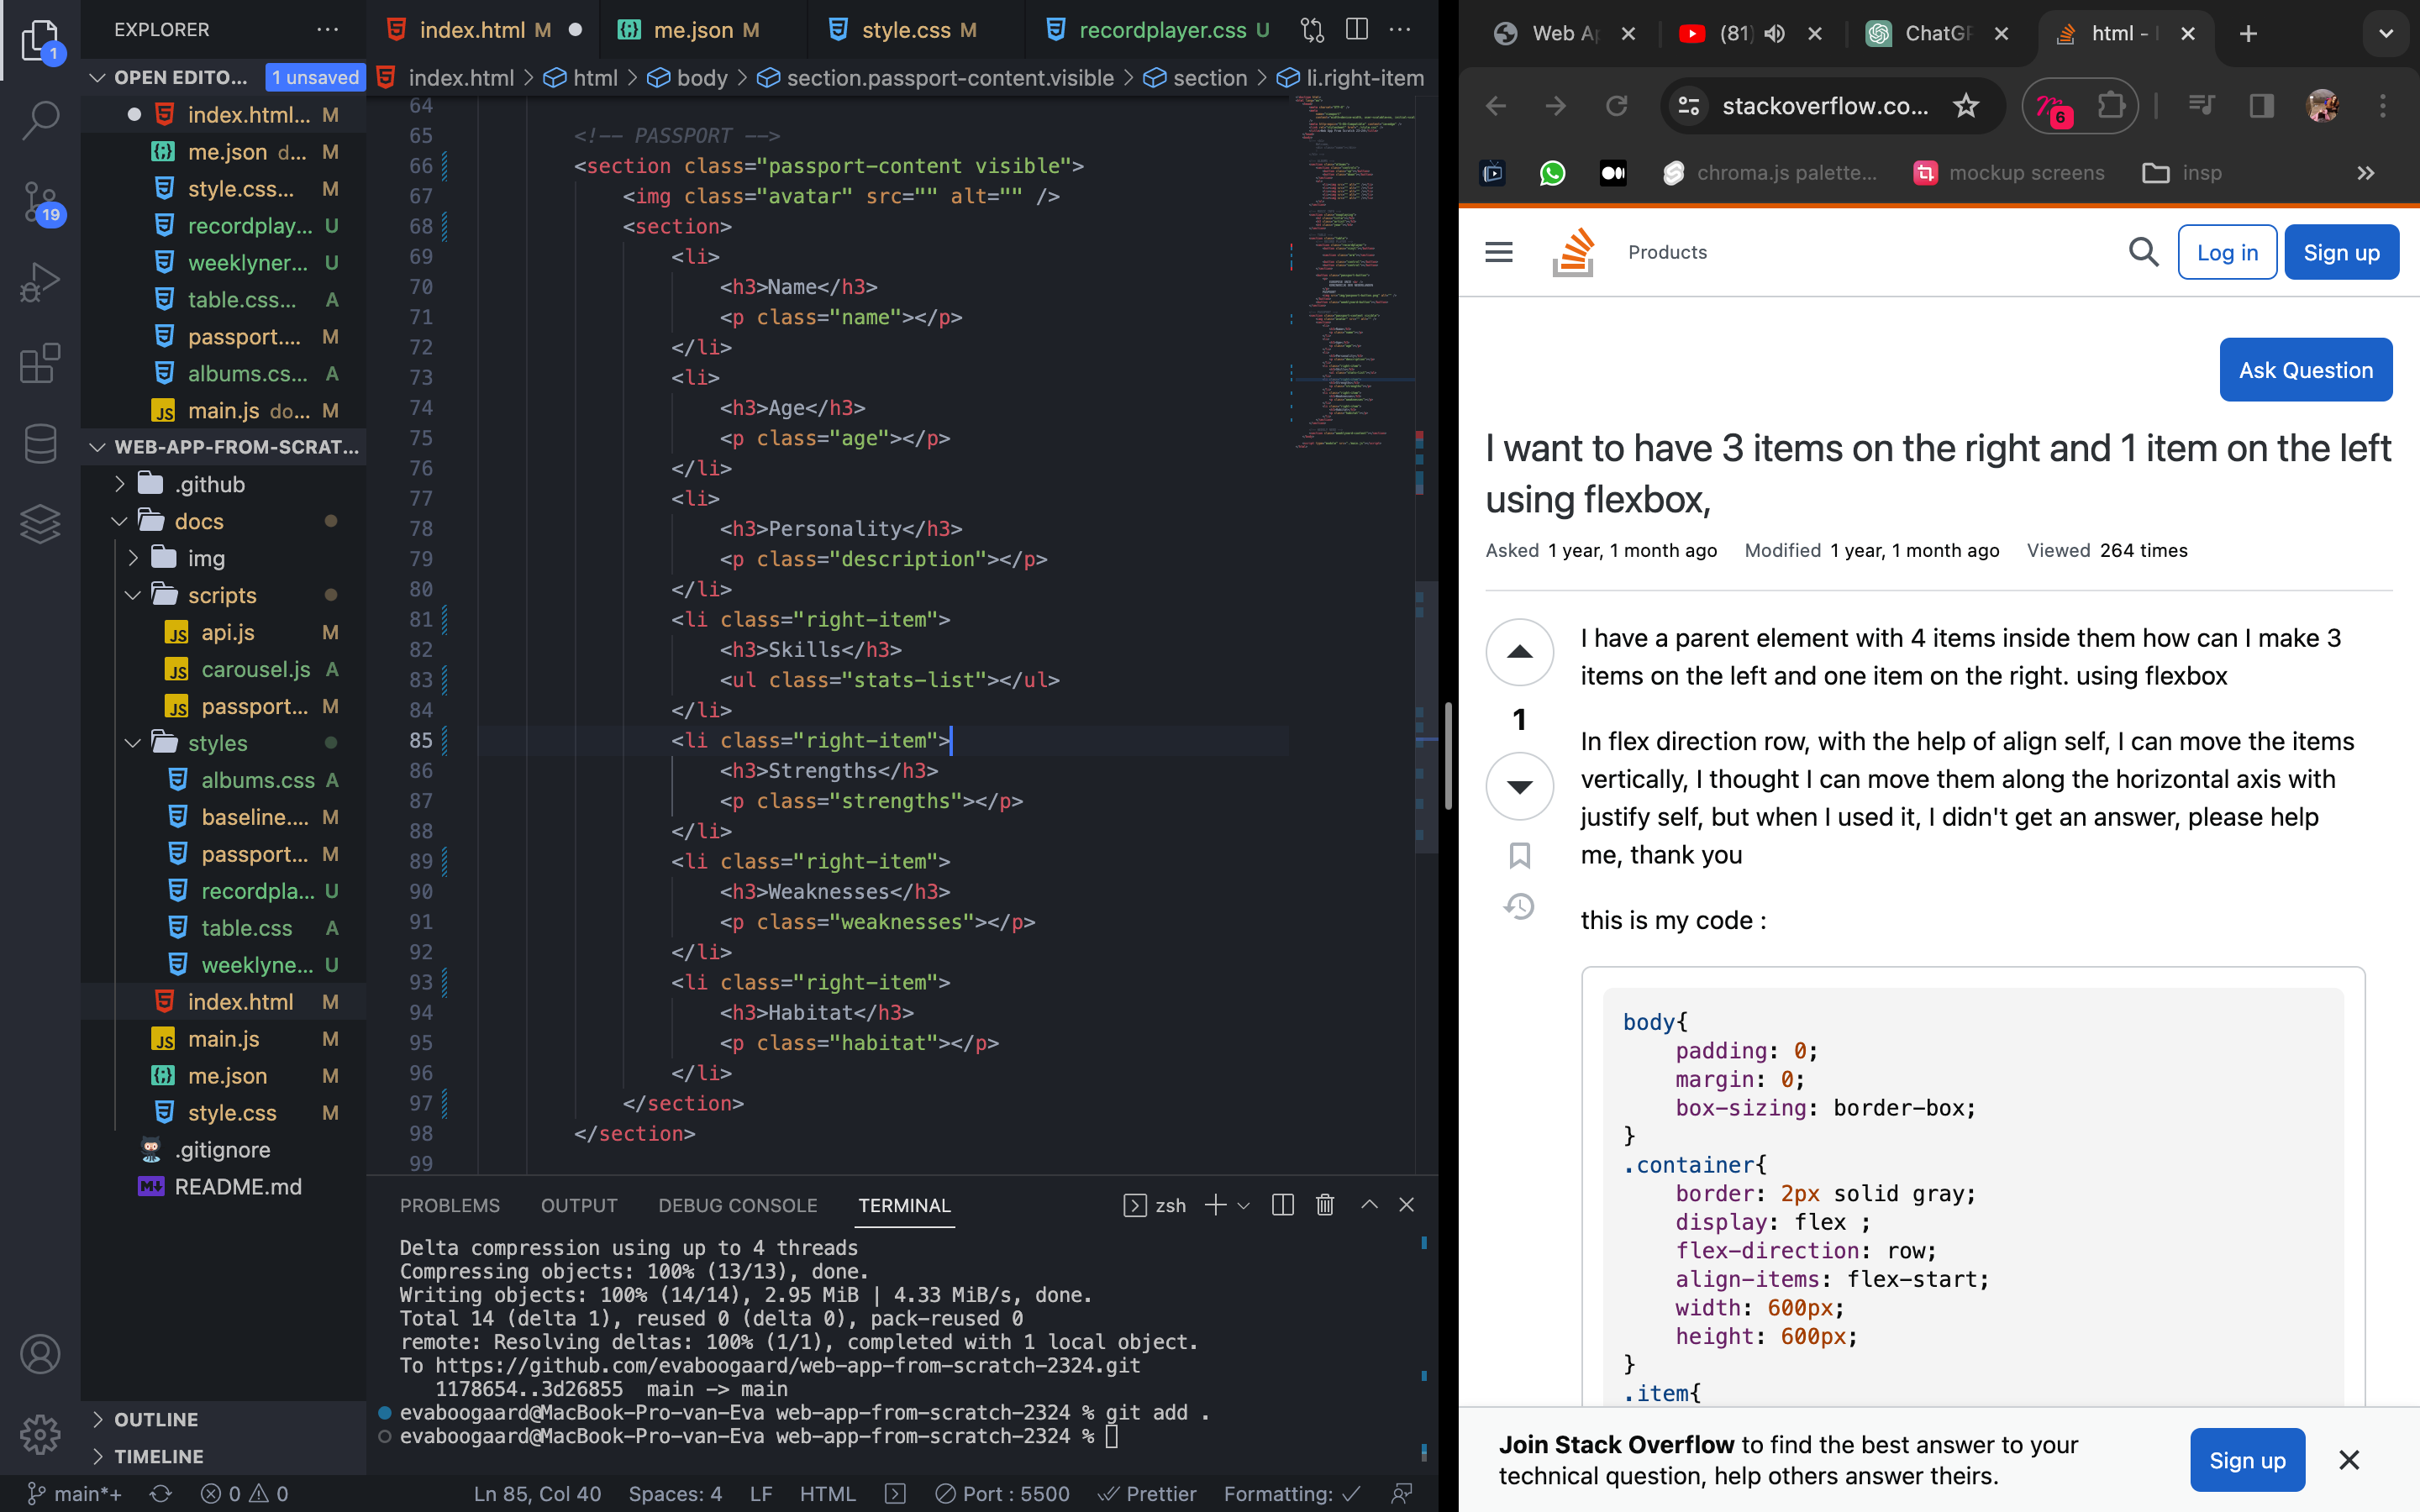 EXPLORER
1
OPEN EDITO... 1 unsaved
index.html... M
me.json d... M
style.css... M
recordplay... U
weeklyner... U
table.css... A
passport.... M
albums.cs... A
main.js do... M
WEB-APP-FROM-SCRAT...
19
.github
docs
img
scripts
api.js M
carousel.js A
passport... M
styles
albums.css A
baseline.... M
passport... M
recordpla... U
table.css A
weeklyne... U
index.html M
main.js M
me.json M
style.css M
.gitignore
README.md
OUTLINE
TIMELINE
index.html M
me.json M
style.css M
recordplayer.css U
index.html > html > body > section.passport-content.visible > section > li.right-item
64
65 <!-- PASSPORT -->
66 <section class="passport-content visible">
67 <img class="avatar" src="" alt="" />
68 <section>
69 <li>
70 <h3>Name</h3>
71 <p class="name"></p>
72 </li>
73 <li>
74 <h3>Age</h3>
75 <p class="age"></p>
76 </li>
77 <li>
78 <h3>Personality</h3>
79 <p class="description"></p>
80 </li>
81 <li class="right-item">
82 <h3>Skills</h3>
83 <ul class="stats-list"></ul>
84 </li>
85 <li class="right-item">
86 <h3>Strengths</h3>
87 <p class="strengths"></p>
88 </li>
89 <li class="right-item">
90 <h3>Weaknesses</h3>
91 <p class="weaknesses"></p>
92 </li>
93 <li class="right-item">
94 <h3>Habitat</h3>
95 <p class="habitat"></p>
96 </li>
97 </section>
98 </section>
99
PROBLEMS OUTPUT DEBUG CONSOLE TERMINAL zsh
Delta compression using up to 4 threads
Compressing objects: 100% (13/13), done.
Writing objects: 100% (14/14), 2.95 MiB | 4.33 MiB/s, done.
Total 14 (delta 1), reused 0 (delta 0), pack-reused 0
remote: Resolving deltas: 100% (1/1), completed with 1 local object.
To https://github.com/evaboogaard/web-app-from-scratch-2324.git
1178654..3d26855 main -> main
evaboogaard@MacBook-Pro-van-Eva web-app-from-scratch-2324 % git add .
evaboogaard@MacBook-Pro-van-Eva web-app-from-scratch-2324 %
main*+ 0 0 Ln 85, Col 40 Spaces: 4 LF HTML Port : 5500 Prettier Formatting: ✓
Web Ap (81) ChatGP html -
stackoverflow.co...
6
chroma.js palette... mockup screens insp
Products
Log in
Sign up
Ask Question
I want to have 3 items on the right and 1 item on the left
using flexbox,
Asked 1 year, 1 month ago Modified 1 year, 1 month ago Viewed 264 times
1
I have a parent element with 4 items inside them how can I make 3
items on the left and one item on the right. using flexbox
In flex direction row, with the help of align self, I can move the items
vertically, I thought I can move them along the horizontal axis with
justify self, but when I used it, I didn't get an answer, please help
me, thank you
this is my code :
body{
padding: 0;
margin: 0;
box-sizing: border-box;
}
.container{
border: 2px solid gray;
display: flex ;
flex-direction: row;
align-items: flex-start;
width: 600px;
height: 600px;
}
.item{
Join Stack Overflow to find the best answer to your
technical question, help others answer theirs.
Sign up